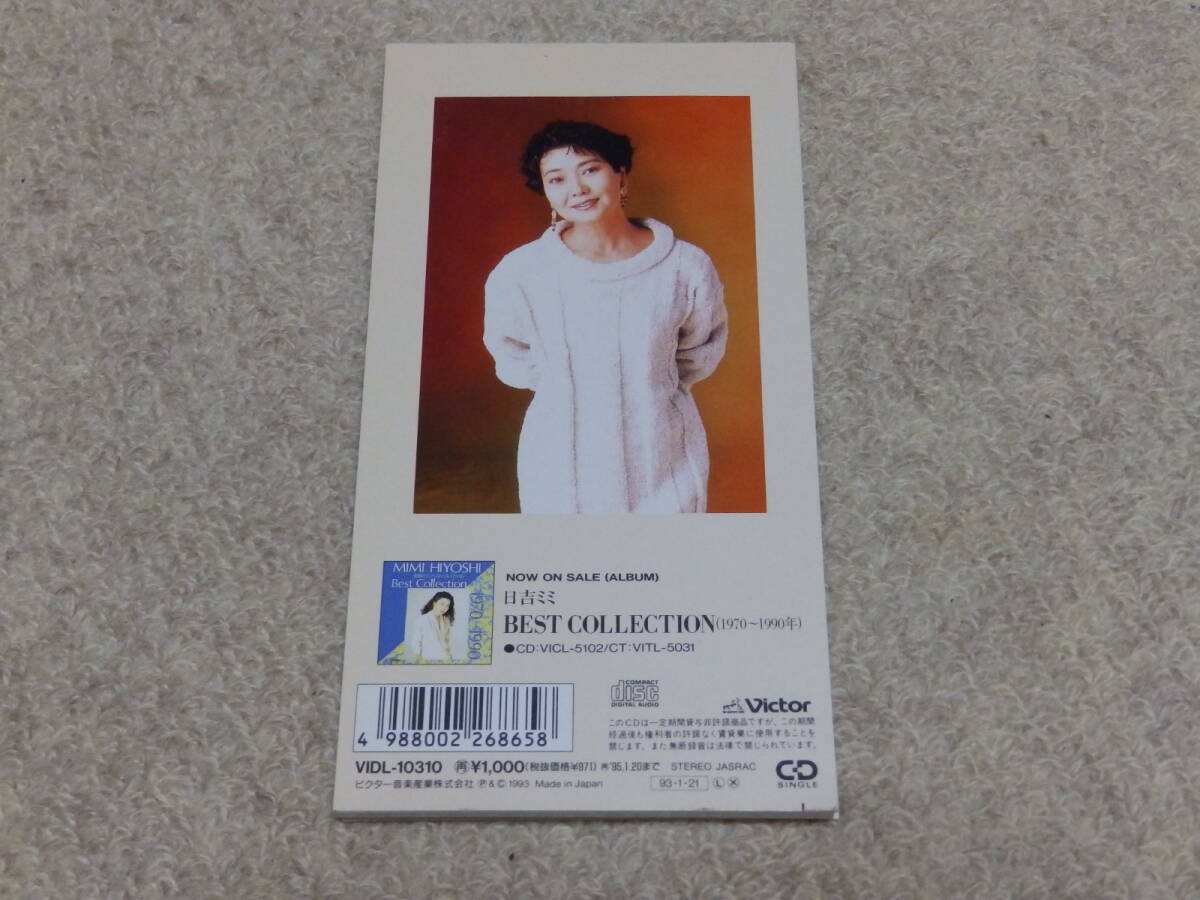 MIMI HIYOSHI
Best Collection
1970~1990
NOW ON SALE (ALBUM)
日吉ミミ
BEST COLLECTION(1970~1990年)
●CD:VICL-5102/CT:VITL-5031
4 988002 268658
COMPACT
disc
DIGITAL AUDIO
Victor
このCDは一定期間貸与非許諾商品ですが、この期間
経過後も権利者の許諾なく賃貸業に使用することを
禁じます。また無断録音は法律で禁じられています。
VIDL-10310 再¥1,000(税抜価格¥971) 再'95.1.20まで STEREO JASRAC
ビクター音楽産業株式会社 Ⓟ&Ⓒ 1993 Made in Japan
93・1・21 Ⓛ Ⓧ
CD
SINGLE